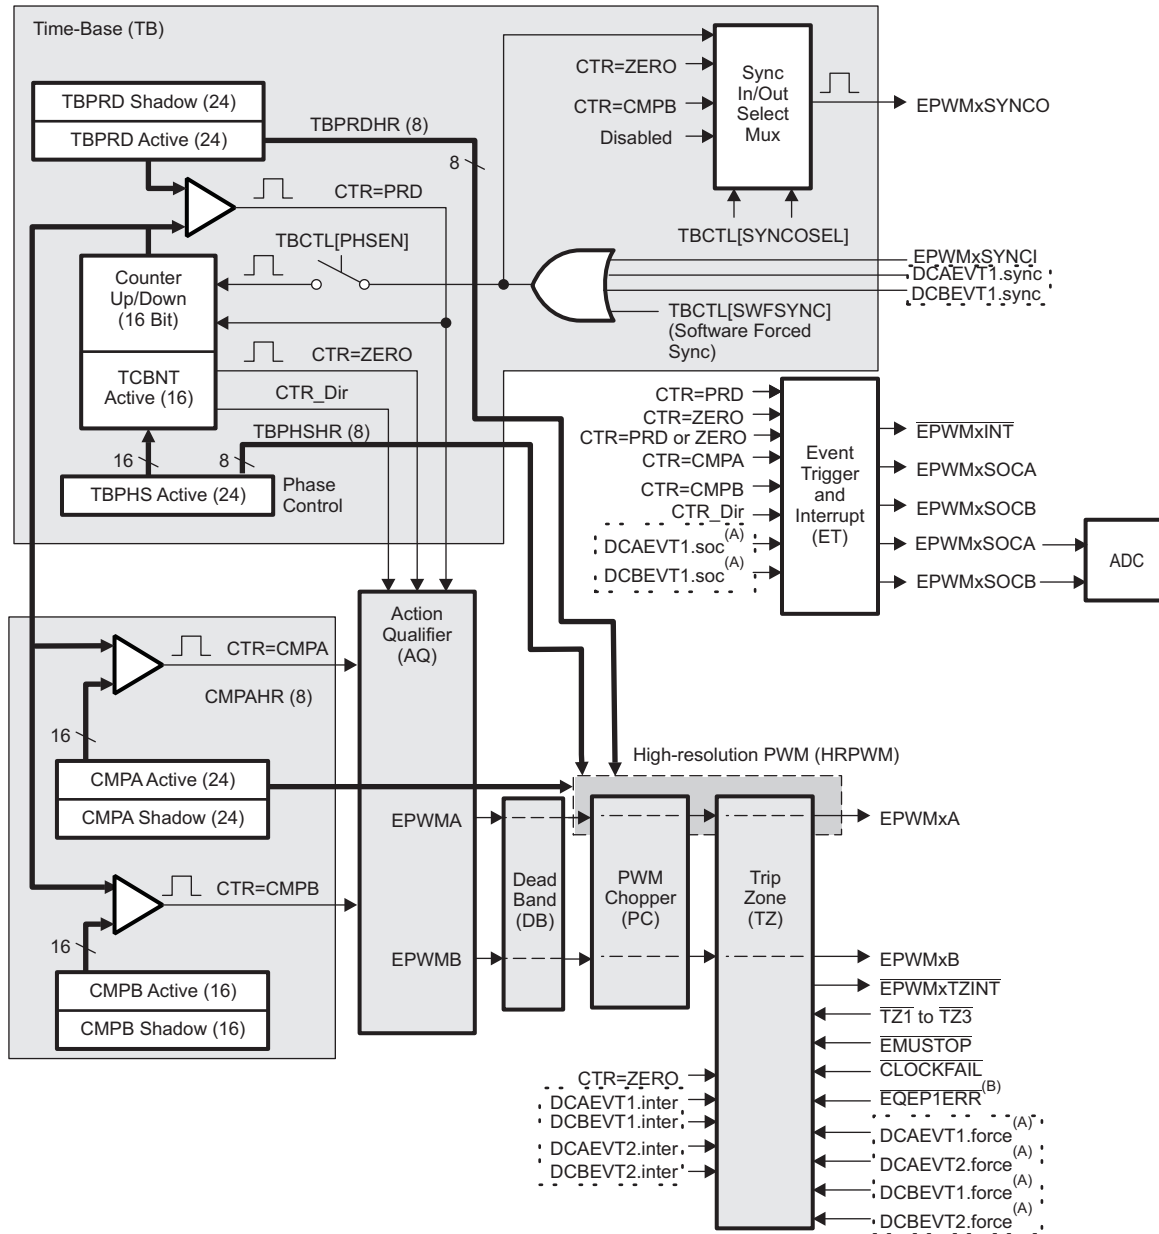 Time-Base (TB)
TBPRD Shadow (24)
TBPRD Active (24)
TBPRDHR (8)
8
CTR=PRD
TBCTL[PHSEN]
Counter
Up/Down
(16 Bit)
TCBNT
Active (16)
CTR=ZERO
CTR_Dir
TBPHSHR (8)
16
8
TBPHS Active (24)
Phase
Control
CTR=ZERO
CTR=CMPB
Disabled
Sync
In/Out
Select
Mux
EPWMxSYNCO
TBCTL[SYNCOSEL]
EPWMxSYNCI
DCAEVT1.sync
DCBEVT1.sync
TBCTL[SWFSYNC]
(Software Forced
Sync)
CTR=PRD
CTR=ZERO
CTR=PRD or ZERO
CTR=CMPA
CTR=CMPB
CTR_Dir
DCAEVT1.soc(A)
DCBEVT1.soc(A)
Event
Trigger
and
Interrupt
(ET)
EPWMxINT
EPWMxSOCA
EPWMxSOCB
EPWMxSOCA
EPWMxSOCB
ADC
Action
Qualifier
(AQ)
CTR=CMPA
CMPAHR (8)
16
CMPA Active (24)
CMPA Shadow (24)
CTR=CMPB
16
CMPB Active (16)
CMPB Shadow (16)
EPWMA
EPWMB
High-resolution PWM (HRPWM)
Dead
Band
(DB)
PWM
Chopper
(PC)
Trip
Zone
(TZ)
EPWMxA
EPWMxB
EPWMxTZINT
TZ1 to TZ3
EMUSTOP
CLOCKFAIL
EQEP1ERR(B)
DCAEVT1.force(A)
DCAEVT2.force(A)
DCBEVT1.force(A)
DCBEVT2.force(A)
CTR=ZERO
DCAEVT1.inter
DCBEVT1.inter
DCAEVT2.inter
DCBEVT2.inter